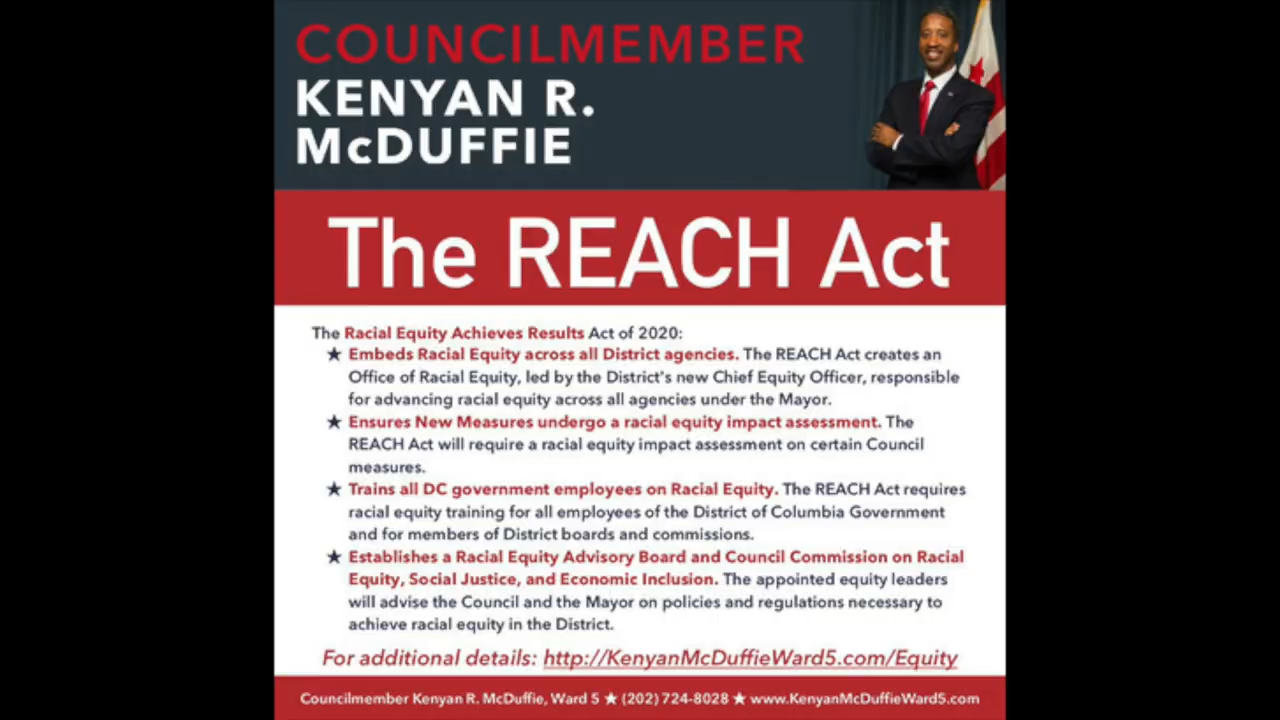 COUNCILMEMBER
KENYAN R.
McDUFFIE
The REACH Act
The Racial Equity Achieves Results Act of 2020:
★ Embeds Racial Equity across all District agencies. The REACH Act creates an
Office of Racial Equity, led by the District's new Chief Equity Officer, responsible
for advancing racial equity across all agencies under the Mayor.
★ Ensures New Measures undergo a racial equity impact assessment. The
REACH Act will require a racial equity impact assessment on certain Council
measures.
★ Trains all DC government employees on Racial Equity. The REACH Act requires
racial equity training for all employees of the District of Columbia Government
and for members of District boards and commissions.
★ Establishes a Racial Equity Advisory Board and Council Commission on Racial
Equity, Social Justice, and Economic Inclusion. The appointed equity leaders
will advise the Council and the Mayor on policies and regulations necessary to
achieve racial equity in the District.
For additional details: http://KenyanMcDuffieWard5.com/Equity
Councilmember Kenyan R. McDuffie, Ward 5 ★ (202) 724-8028 ★ www.KenyanMcDuffieWard5.com